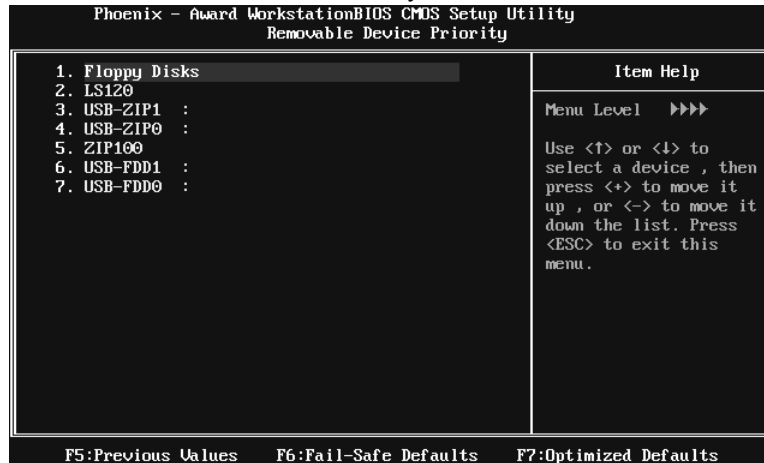 Phoenix - Award WorkstationBIOS CMOS Setup Utility
Removable Device Priority
1. Floppy Disks
2. LS120
3. USB-ZIP1 :
4. USB-ZIP0 :
5. ZIP100
6. USB-FDD1 :
7. USB-FDD0 :
Item Help
Menu Level ▶▶▶▶
Use <↑> or <↓> to
select a device , then
press <+> to move it
up , or <-> to move it
down the list. Press
<ESC> to exit this
menu.
F5:Previous Values F6:Fail-Safe Defaults F7:Optimized Defaults